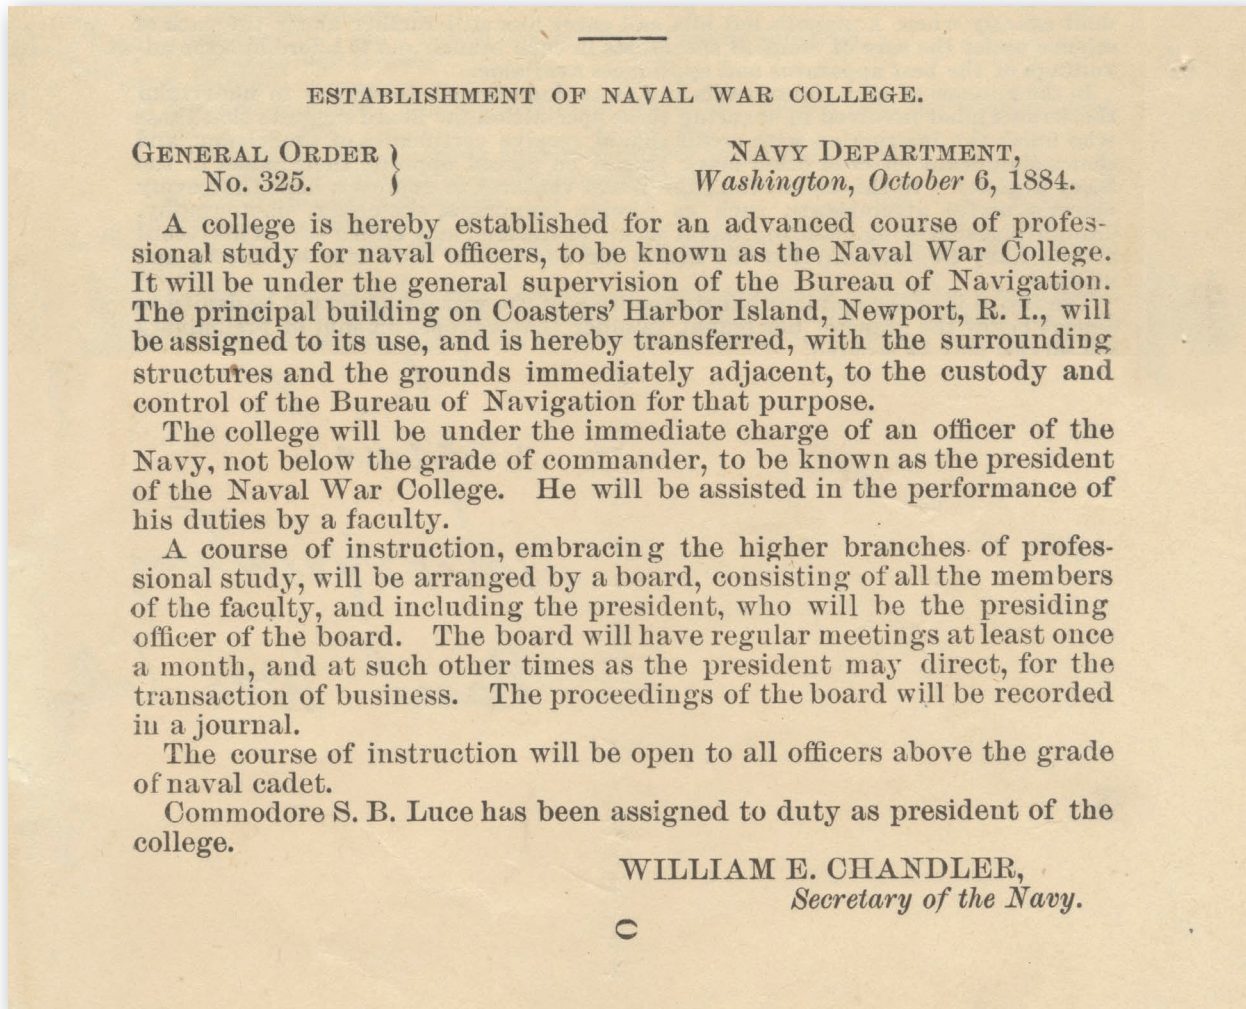 ESTABLISHMENT OF NAVAL WAR COLLEGE.
GENERAL ORDER } NAVY DEPARTMENT,
No. 325. Washington, October 6, 1884.
A college is hereby established for an advanced course of profes-
sional study for naval officers, to be known as the Naval War College.
It will be under the general supervision of the Bureau of Navigation.
The principal building on Coasters' Harbor Island, Newport, R. I., will
be assigned to its use, and is hereby transferred, with the surrounding
structures and the grounds immediately adjacent, to the custody and
control of the Bureau of Navigation for that purpose.
The college will be under the immediate charge of an officer of the
Navy, not below the grade of commander, to be known as the president
of the Naval War College. He will be assisted in the performance of
his duties by a faculty.
A course of instruction, embracing the higher branches of profes-
sional study, will be arranged by a board, consisting of all the members
of the faculty, and including the president, who will be the presiding
officer of the board. The board will have regular meetings at least once
a month, and at such other times as the president may direct, for the
transaction of business. The proceedings of the board will be recorded
in a journal.
The course of instruction will be open to all officers above the grade
of naval cadet.
Commodore S. B. Luce has been assigned to duty as president of the
college.
WILLIAM E. CHANDLER,
Secretary of the Navy.